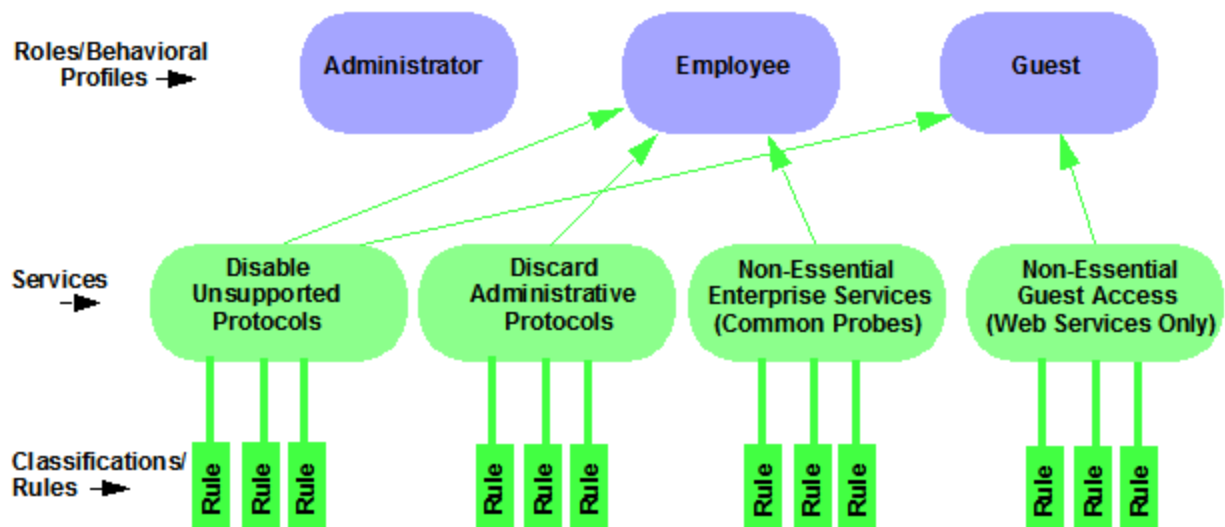 Roles/Behavioral
Profiles
Administrator
Employee
Guest
Services
Disable
Unsupported
Protocols
Discard
Administrative
Protocols
Non-Essential
Enterprise Services
(Common Probes)
Non-Essential
Guest Access
(Web Services Only)
Classifications/
Rules
Rule
Rule
Rule
Rule
Rule
Rule
Rule
Rule
Rule
Rule
Rule
Rule